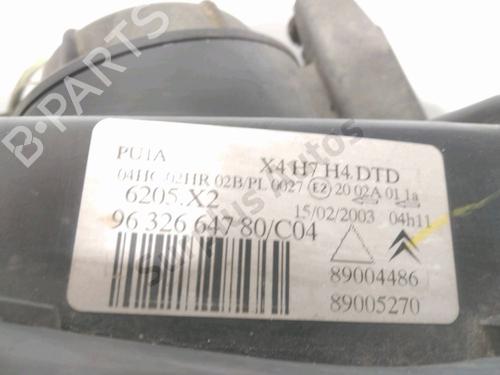 B-PARTS
PU1A X4 H7 H4 DTD
04HC 02HR 02B/PL 0027 E2 20 02A 01 1a
6205.X2 15/02/2003 04h11
96 326 647 80/C04
89004486
89005270